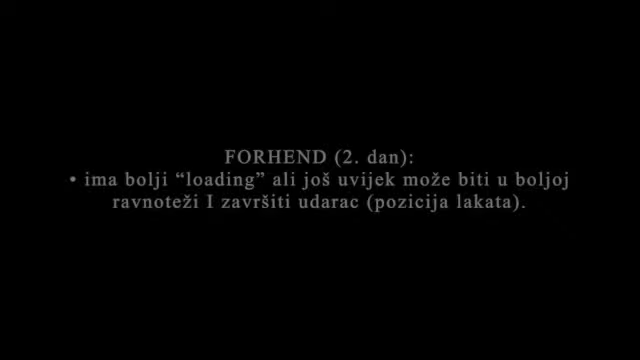 FORHEND (2. dan):
• ima bolji “loading” ali još uvijek može biti u boljoj
ravnoteži I završiti udarac (pozicija lakata).